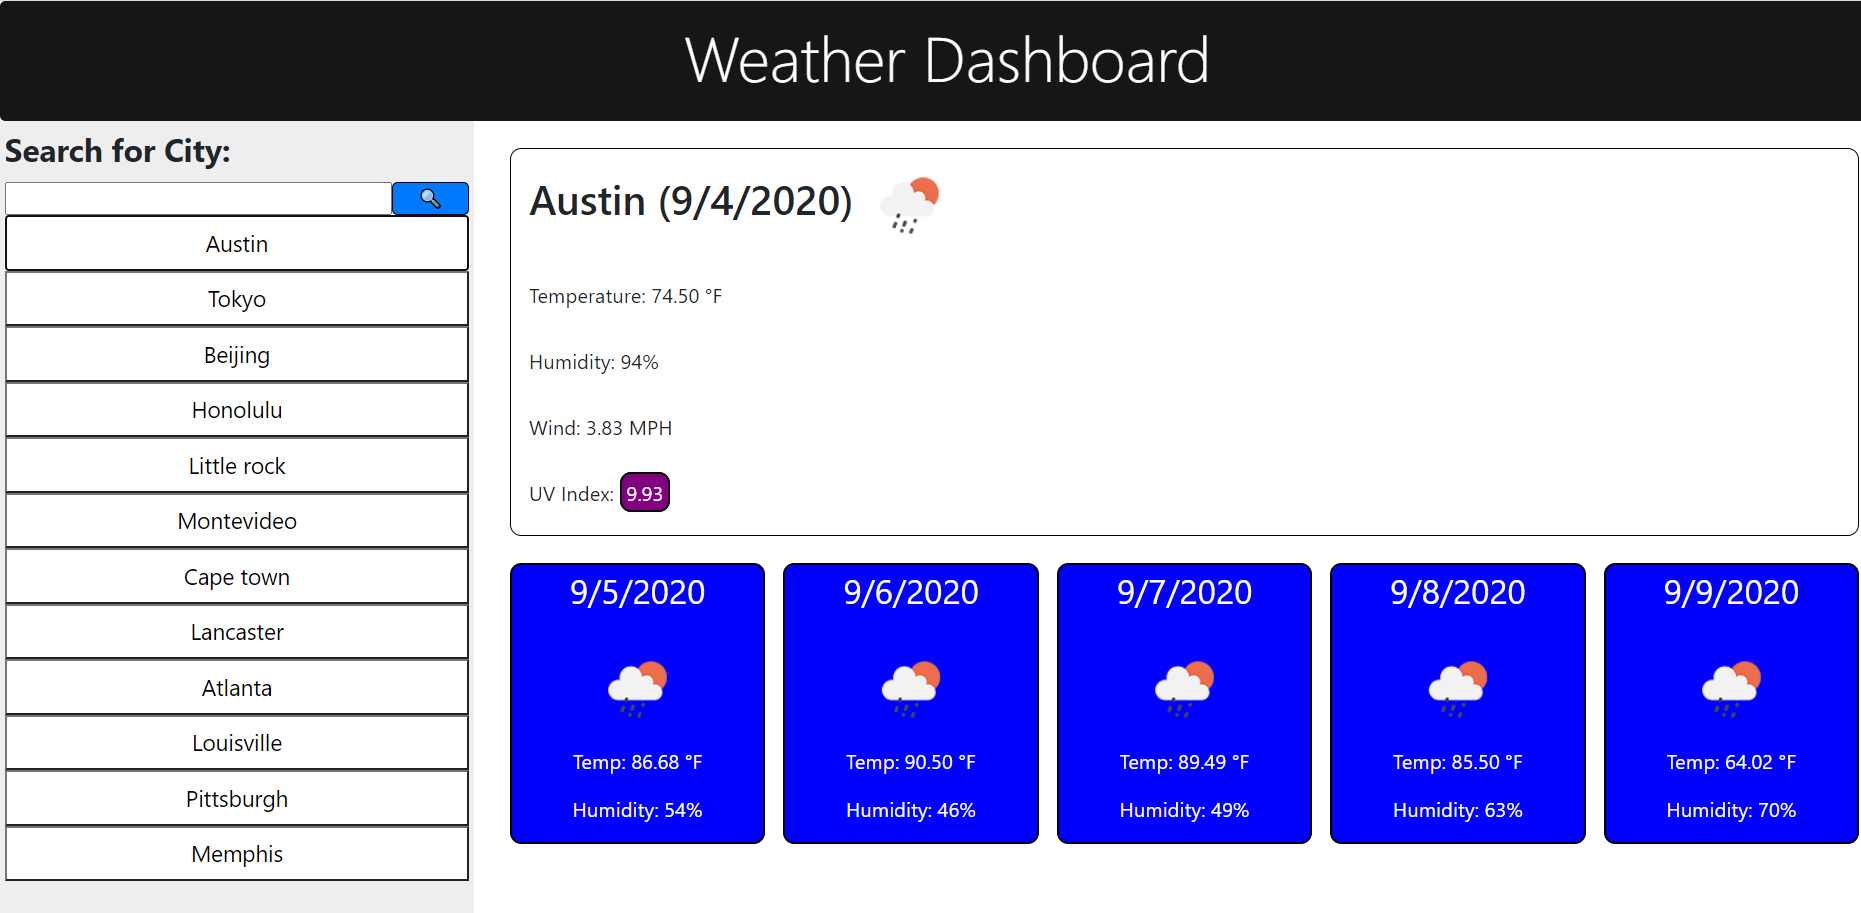 Weather Dashboard
Search for City:
Austin
Tokyo
Beijing
Honolulu
Little rock
Montevideo
Cape town
Lancaster
Atlanta
Louisville
Pittsburgh
Memphis
Austin (9/4/2020)
Temperature: 74.50 °F
Humidity: 94%
Wind: 3.83 MPH
UV Index: 9.93
9/5/2020
Temp: 86.68 °F
Humidity: 54%
9/6/2020
Temp: 90.50 °F
Humidity: 46%
9/7/2020
Temp: 89.49 °F
Humidity: 49%
9/8/2020
Temp: 85.50 °F
Humidity: 63%
9/9/2020
Temp: 64.02 °F
Humidity: 70%